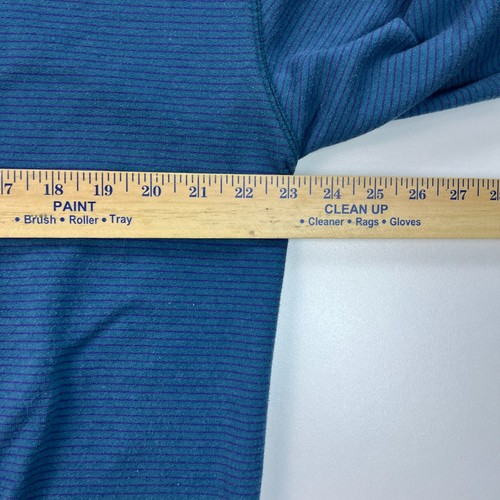 7 18 19 20 21 22 23 24 25 26 27 2
PAINT CLEAN UP
• Brush • Roller • Tray • Cleaner • Rags • Gloves